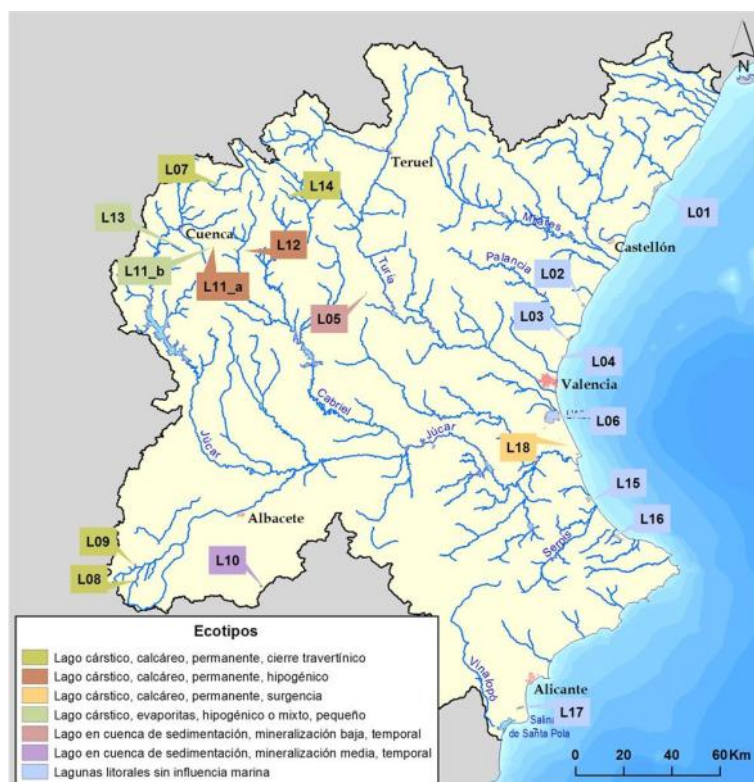 N
L07
L14
Teruel
L13
L01
Cuenca
L12
Mijares
Castellón
L11_b
Palancia
L02
L11_a
Turia
L05
L03
L04
Valencia
Cabriel
L06
Júcar
Júcar
L18
L15
Albacete
L16
L09
Serpis
L10
L08
Ecotipos
Lago cárstico, calcáreo, permanente, cierre travertínico
Lago cárstico, calcáreo, permanente, hipogénico
Vinalopó
Lago cárstico, calcáreo, permanente, surgencia
Alicante
Lago cárstico, evaporitas, hipogénico o mixto, pequeño
L17
Lago en cuenca de sedimentación, mineralización baja, temporal
Salina
de Santa Pola
Lago en cuenca de sedimentación, mineralización media, temporal
Lagunas litorales sin influencia marina
0 20 40 60 Km